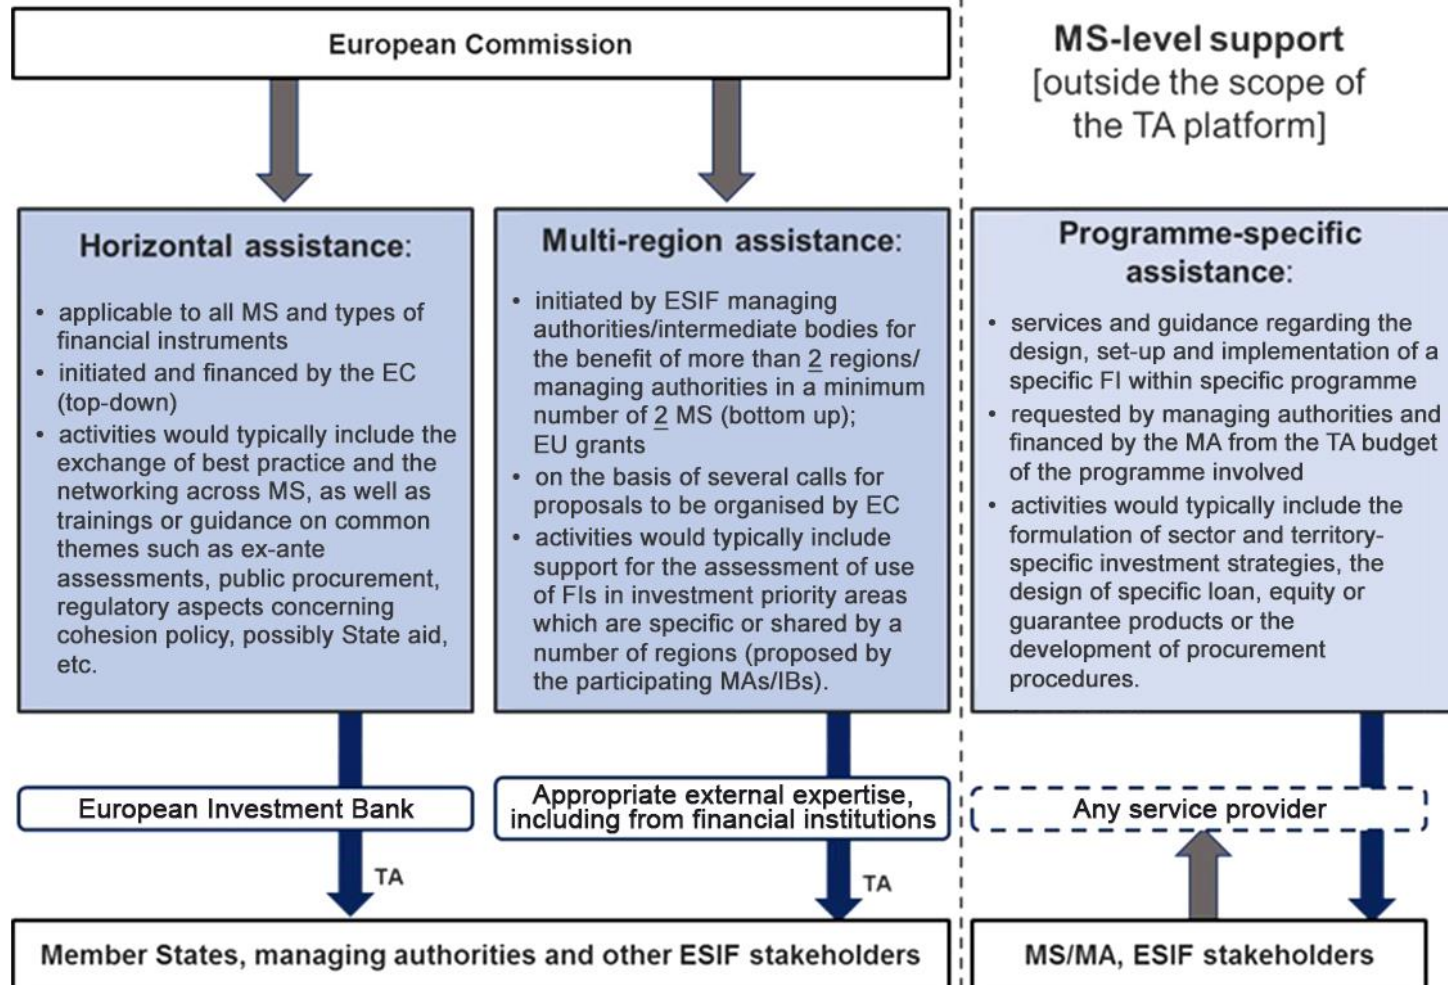 European Commission
MS-level support
[outside the scope of
the TA platform]
Horizontal assistance:
• applicable to all MS and types of
financial instruments
• initiated and financed by the EC
(top-down)
• activities would typically include the
exchange of best practice and the
networking across MS, as well as
trainings or guidance on common
themes such as ex-ante
assessments, public procurement,
regulatory aspects concerning
cohesion policy, possibly State aid,
etc.
Multi-region assistance:
• initiated by ESIF managing
authorities/intermediate bodies for
the benefit of more than 2 regions/
managing authorities in a minimum
number of 2 MS (bottom up);
EU grants
• on the basis of several calls for
proposals to be organised by EC
• activities would typically include
support for the assessment of use
of FIs in investment priority areas
which are specific or shared by a
number of regions (proposed by
the participating MAs/IBs).
Programme-specific
assistance:
• services and guidance regarding the
design, set-up and implementation of a
specific FI within specific programme
• requested by managing authorities and
financed by the MA from the TA budget
of the programme involved
• activities would typically include the
formulation of sector and territory-
specific investment strategies, the
design of specific loan, equity or
guarantee products or the
development of procurement
procedures.
European Investment Bank
Appropriate external expertise,
including from financial institutions
Any service provider
TA
TA
Member States, managing authorities and other ESIF stakeholders
MS/MA, ESIF stakeholders